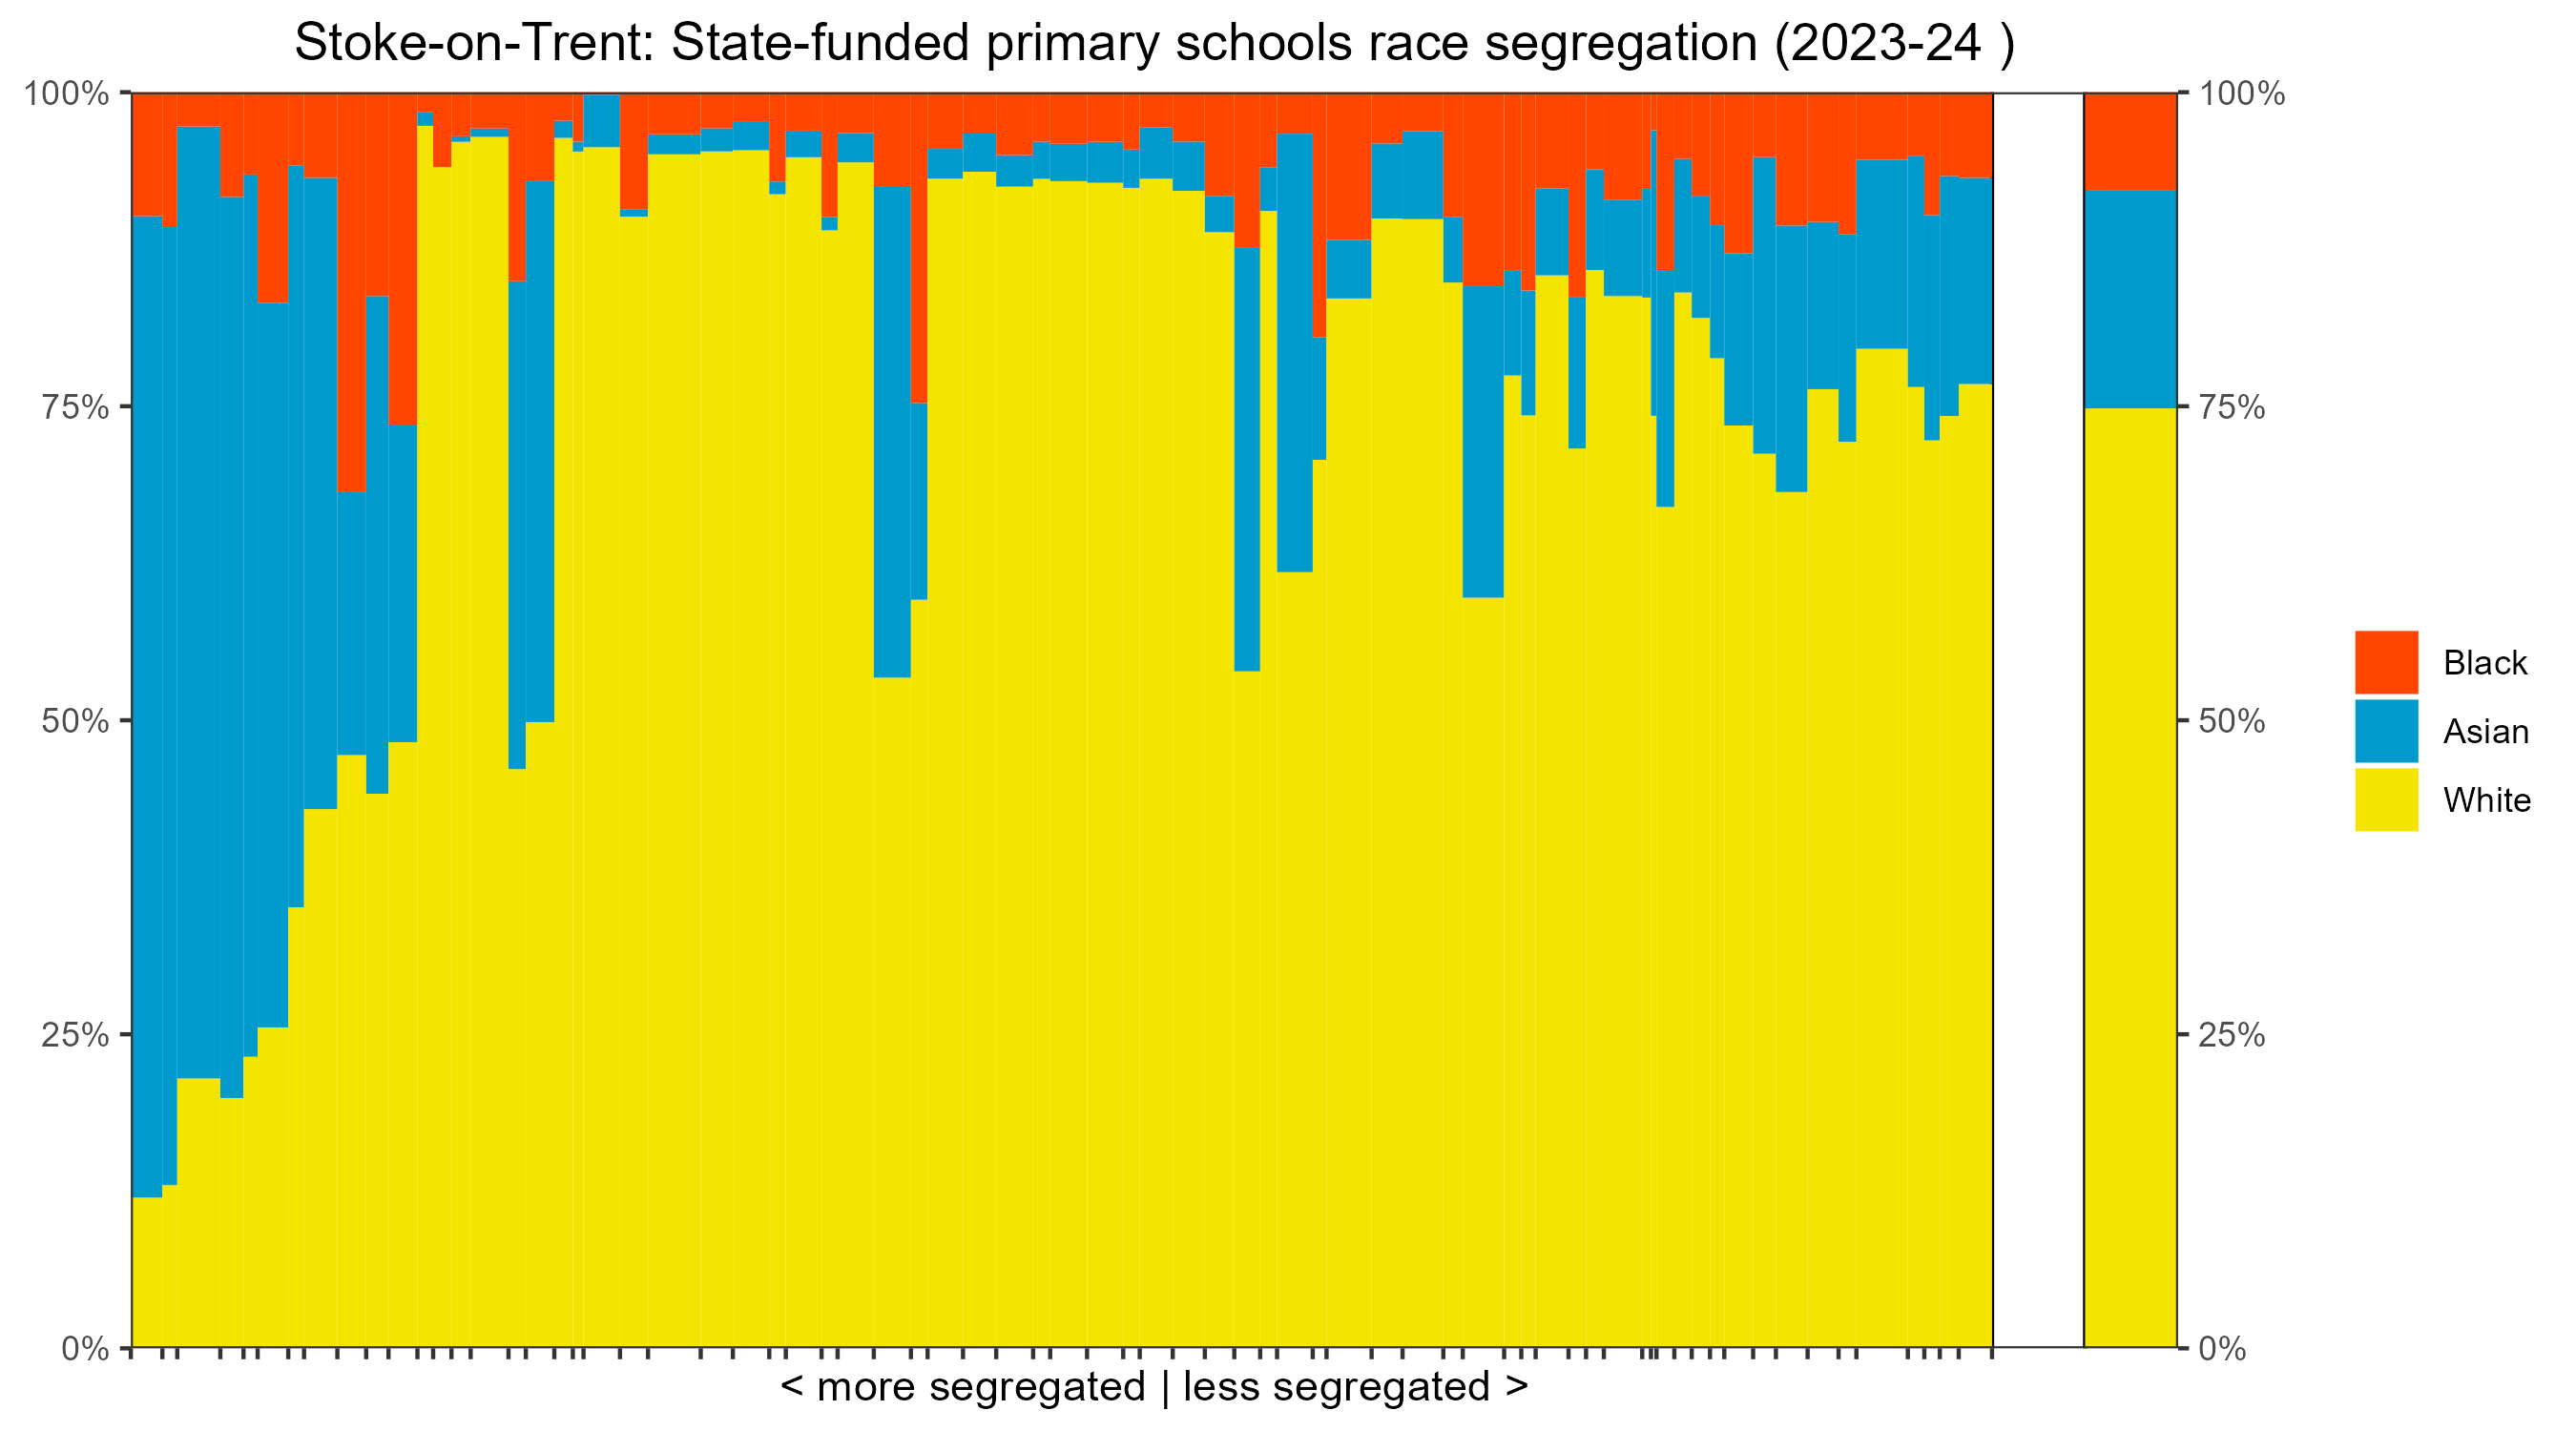 Stoke-on-Trent: State-funded primary schools race segregation (2023-24 )
100%
75%
50%
25%
0%
100%
75%
50%
25%
0%
Black
Asian
White
< more segregated | less segregated >